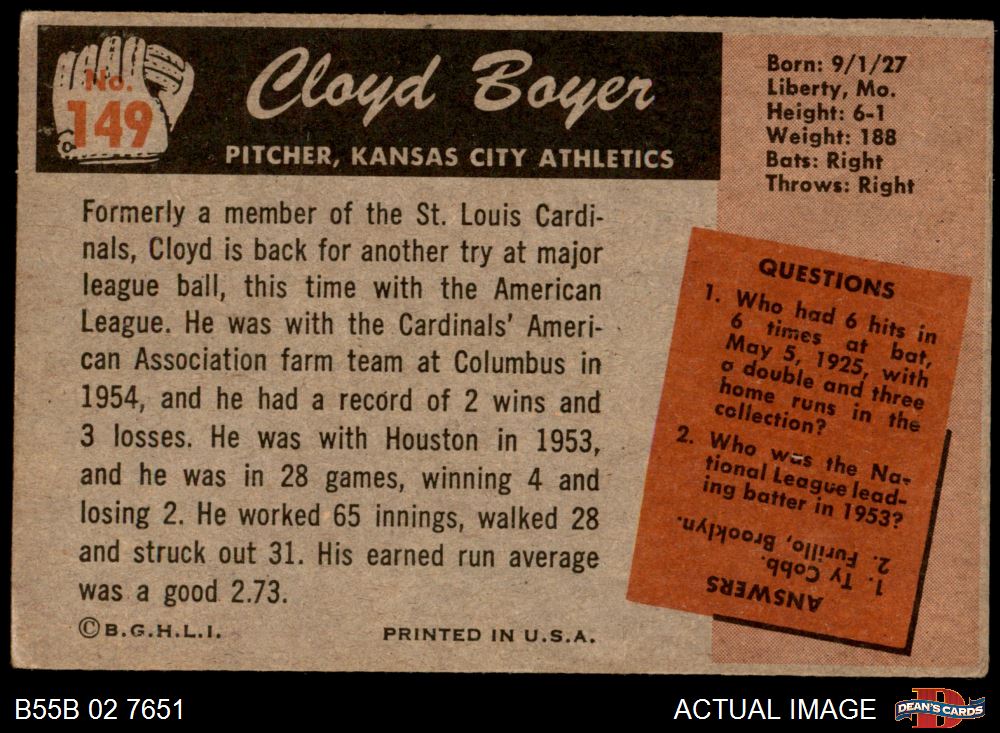 No.
149
Cloyd Boyer
PITCHER, KANSAS CITY ATHLETICS
Born: 9/1/27
Liberty, Mo.
Height: 6-1
Weight: 188
Bats: Right
Throws: Right
Formerly a member of the St. Louis Cardi-
nals, Cloyd is back for another try at major
league ball, this time with the American
League. He was with the Cardinals' Ameri-
can Association farm team at Columbus in
1954, and he had a record of 2 wins and
3 losses. He was with Houston in 1953,
and he was in 28 games, winning 4 and
losing 2. He worked 65 innings, walked 28
and struck out 31. His earned run average
was a good 2.73.
©B.G.H.L.I.
PRINTED IN U.S.A.
QUESTIONS
1. Who had 6 hits in
6 times at bat,
May 5, 1925, with
a double and three
home runs in the
collection?
2. Who was the Na-
tional League lead-
ing batter in 1953?
ANSWERS
1. Ty Cobb.
2. Furillo, Brooklyn.
B55B 02 7651
ACTUAL IMAGE
DEAN'S CARDS